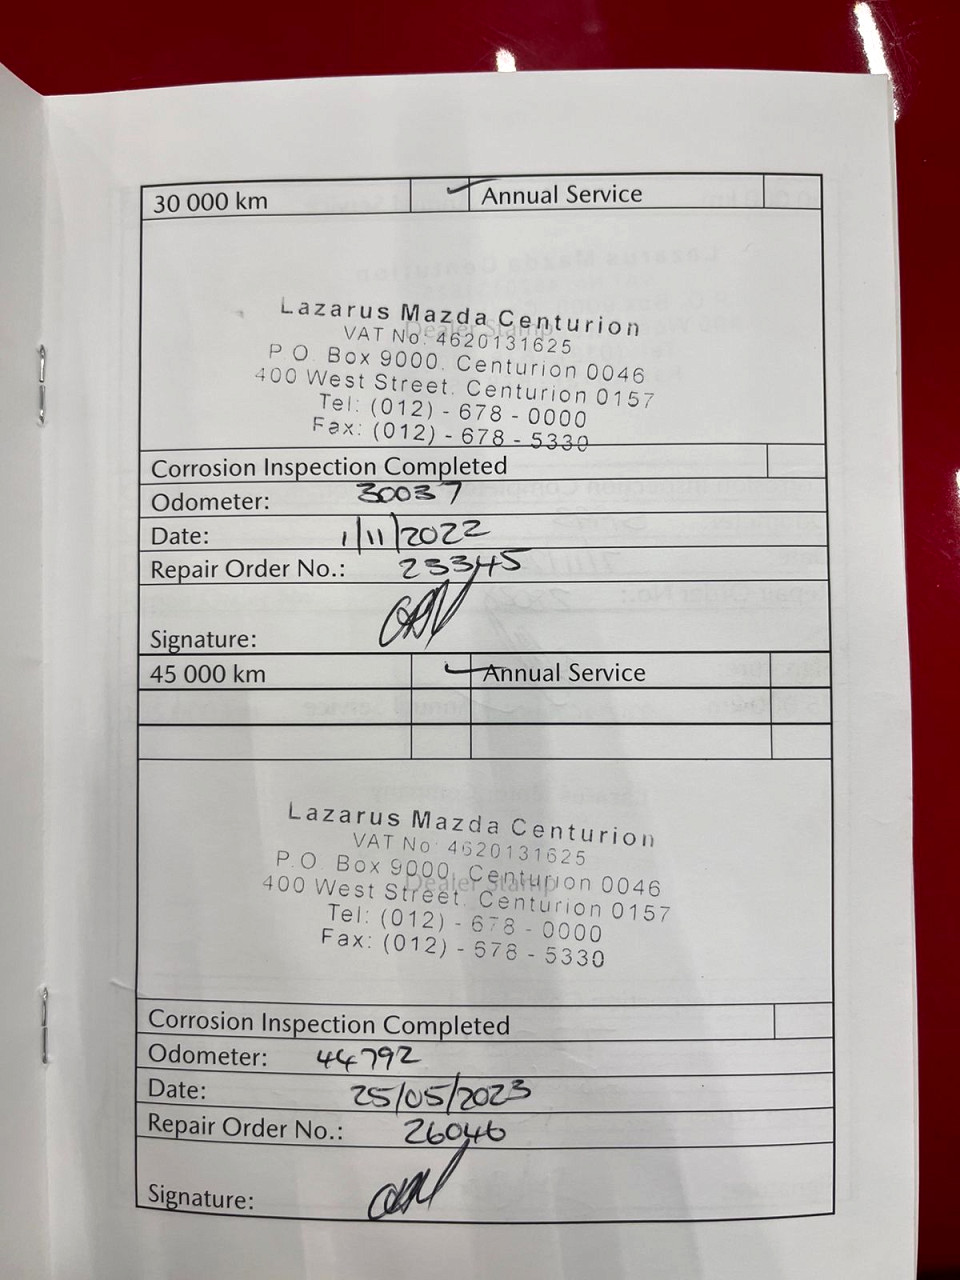 30 000 km Annual Service
Dealer Stamp
Lazarus Mazda Centurion
VAT No: 4620131625
P.O. Box 9000, Centurion 0046
400 West Street, Centurion 0157
Tel: (012) - 678 - 0000
Fax: (012) - 678 - 5330
Corrosion Inspection Completed
Odometer: 30037
Date: 1/11/2022
Repair Order No.: 23345
Signature:
45 000 km Annual Service
Lazarus Mazda Centurion
VAT No: 4620131625
P.O. Box 9000, Centurion 0046
Dealer Stamp
400 West Street, Centurion 0157
Tel: (012) - 678 - 0000
Fax: (012) - 678 - 5330
Corrosion Inspection Completed
Odometer: 44792
Date: 25/05/2023
Repair Order No.: 26046
Signature: